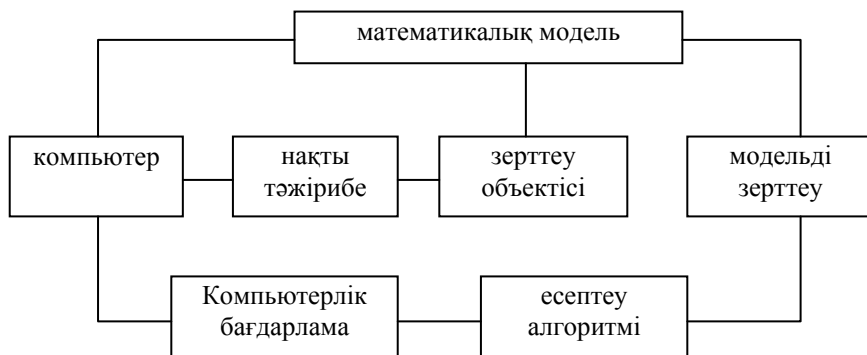 математикалық модель
компьютер
нақты
тәжірибе
зерттеу
объектісі
модельді
зерттеу
Компьютерлік
бағдарлама
есептеу
алгоритмі